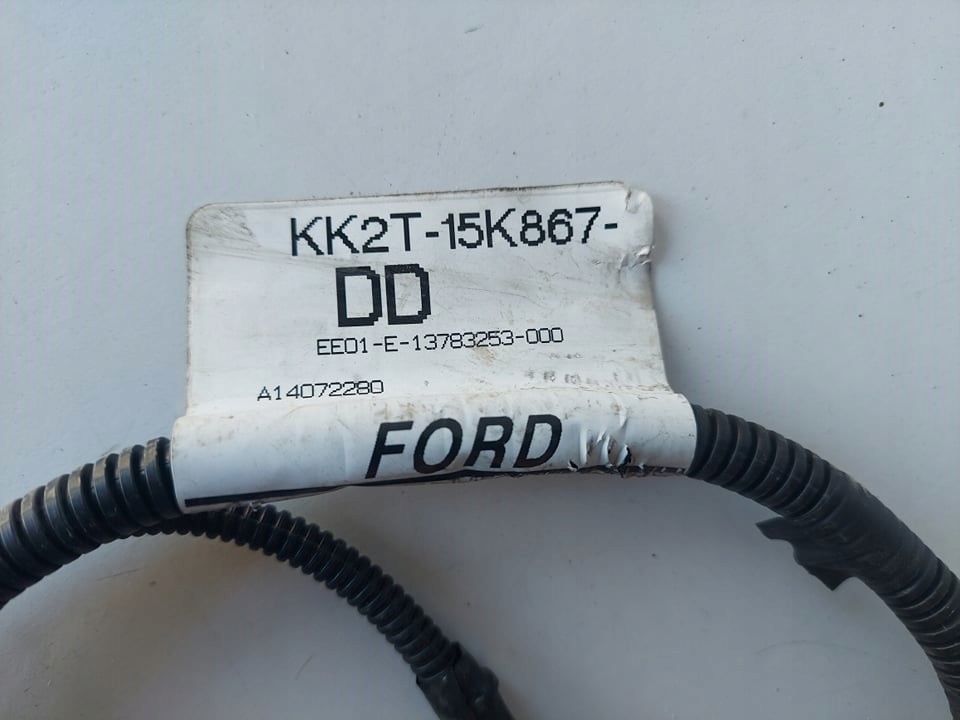 KK2T-15K867-
DD
EE01-E-13783253-000
A14072280
FORD